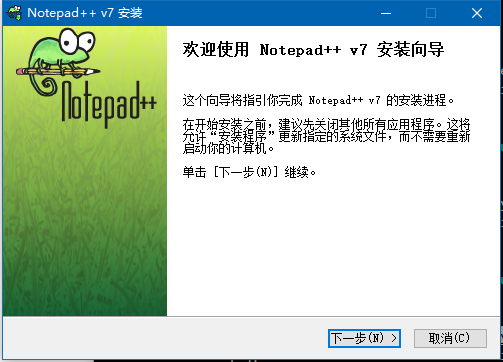 Notepad++ v7 安装
Notepad++
欢迎使用 Notepad++ v7 安装向导
这个向导将指引你完成 Notepad++ v7 的安装进程。
在开始安装之前，建议先关闭其他所有应用程序。这将
允许“安装程序”更新指定的系统文件，而不需要重新
启动你的计算机。
单击 [下一步(N)] 继续。
下一步(N) >
取消(C)